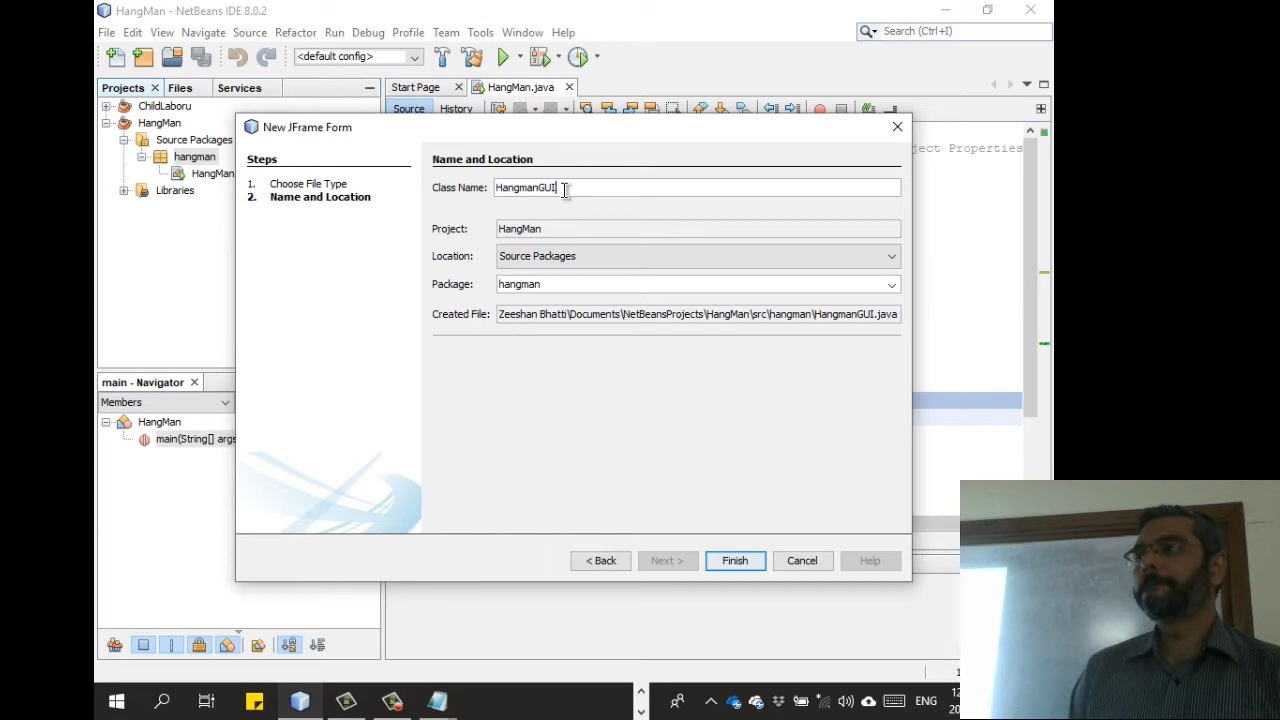 HangMan - NetBeans IDE 8.0.2
File Edit View Navigate Source Refactor Run Debug Profile Team Tools Window Help
Search (Ctrl+I)
<default config>
Projects Files Services
Start Page HangMan.java
ChildLaboru
Source History
HangMan
New JFrame Form
Source Packages
ject Properties
hangman
Steps
Name and Location
HangMan
1. Choose File Type
Class Name: HangmanGUI
Libraries
2. Name and Location
Project: HangMan
Location: Source Packages
Package: hangman
Created File: Zeeshan Bhatti\Documents\NetBeansProjects\HangMan\src\hangman\HangmanGUI.java
main - Navigator
Members
HangMan
main(String[] args
< Back Next > Finish Cancel Help
ENG